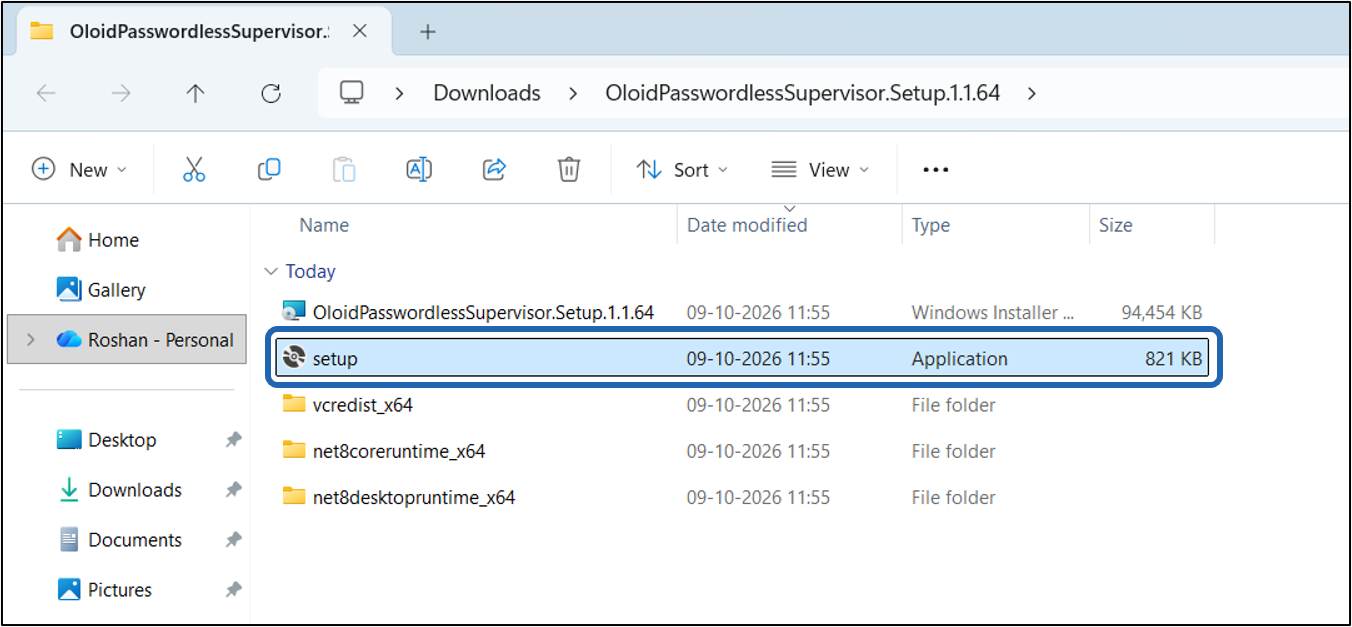 OloidPasswordlessSupervisor.:
Downloads > OloidPasswordlessSupervisor.Setup.1.1.64 >
New Sort View
Name Date modified Type Size
Home
Gallery
Roshan - Personal
Desktop
Downloads
Documents
Pictures
Today
OloidPasswordlessSupervisor.Setup.1.1.64 09-10-2026 11:55 Windows Installer ... 94,454 KB
setup 09-10-2026 11:55 Application 821 KB
vcredist_x64 09-10-2026 11:55 File folder
net8coreruntime_x64 09-10-2026 11:55 File folder
net8desktopruntime_x64 09-10-2026 11:55 File folder